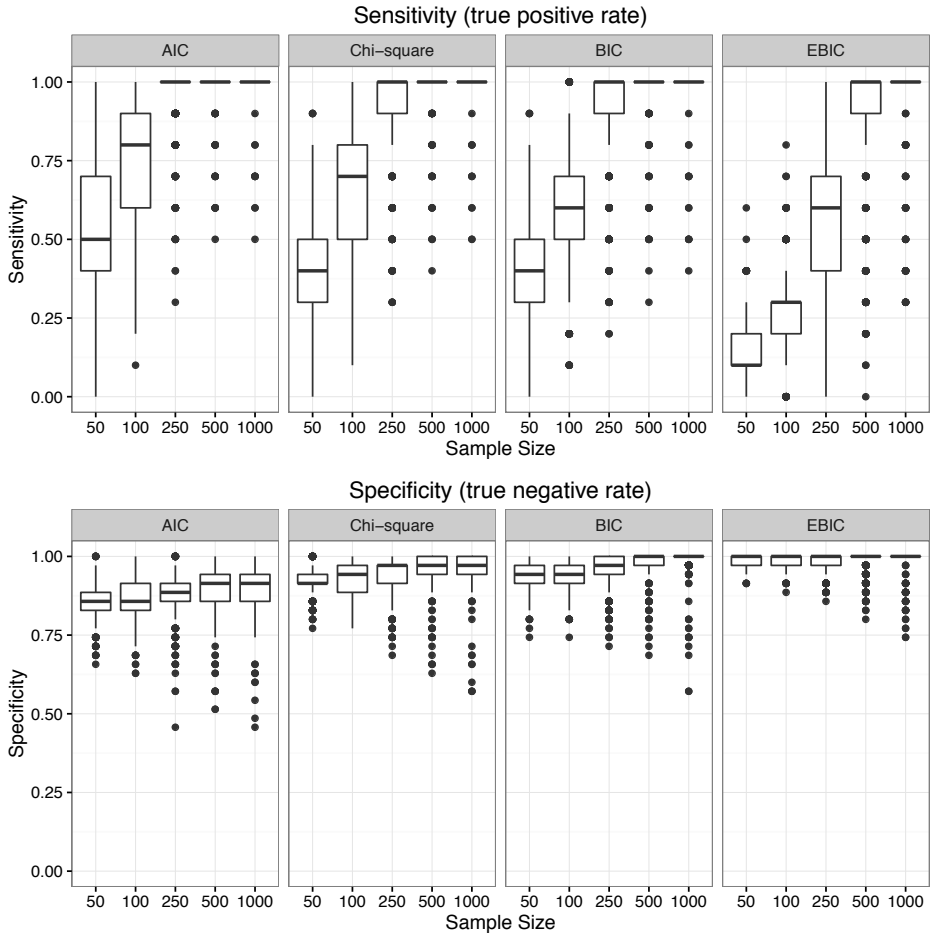 Sensitivity (true positive rate)
AIC Chi−square BIC EBIC
1.00
0.75
0.50
0.25
0.00
Sensitivity
50 100 250 500 1000 50 100 250 500 1000 50 100 250 500 1000 50 100 250 500 1000
Sample Size
Specificity (true negative rate)
AIC Chi−square BIC EBIC
1.00
0.75
0.50
0.25
0.00
Specificity
50 100 250 500 1000 50 100 250 500 1000 50 100 250 500 1000 50 100 250 500 1000
Sample Size